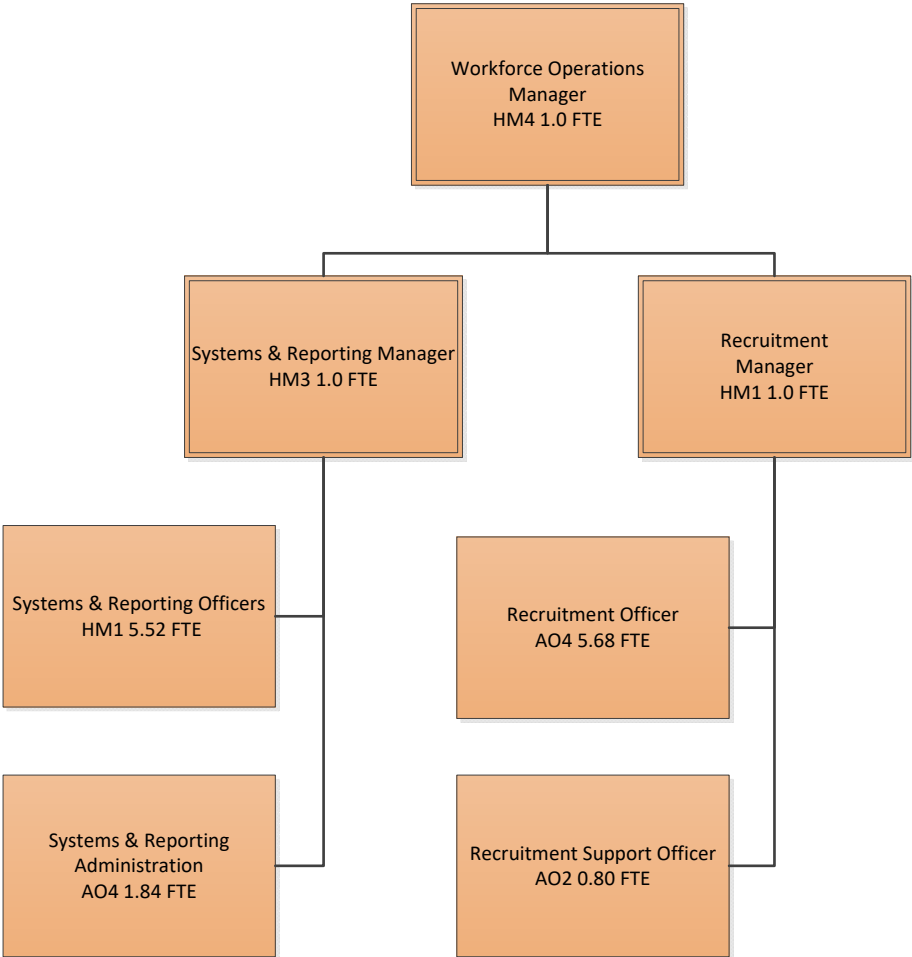 Workforce Operations
Manager
HM4 1.0 FTE
Systems & Reporting Manager
HM3 1.0 FTE
Recruitment
Manager
HM1 1.0 FTE
Systems & Reporting Officers
HM1 5.52 FTE
Recruitment Officer
AO4 5.68 FTE
Systems & Reporting
Administration
AO4 1.84 FTE
Recruitment Support Officer
AO2 0.80 FTE